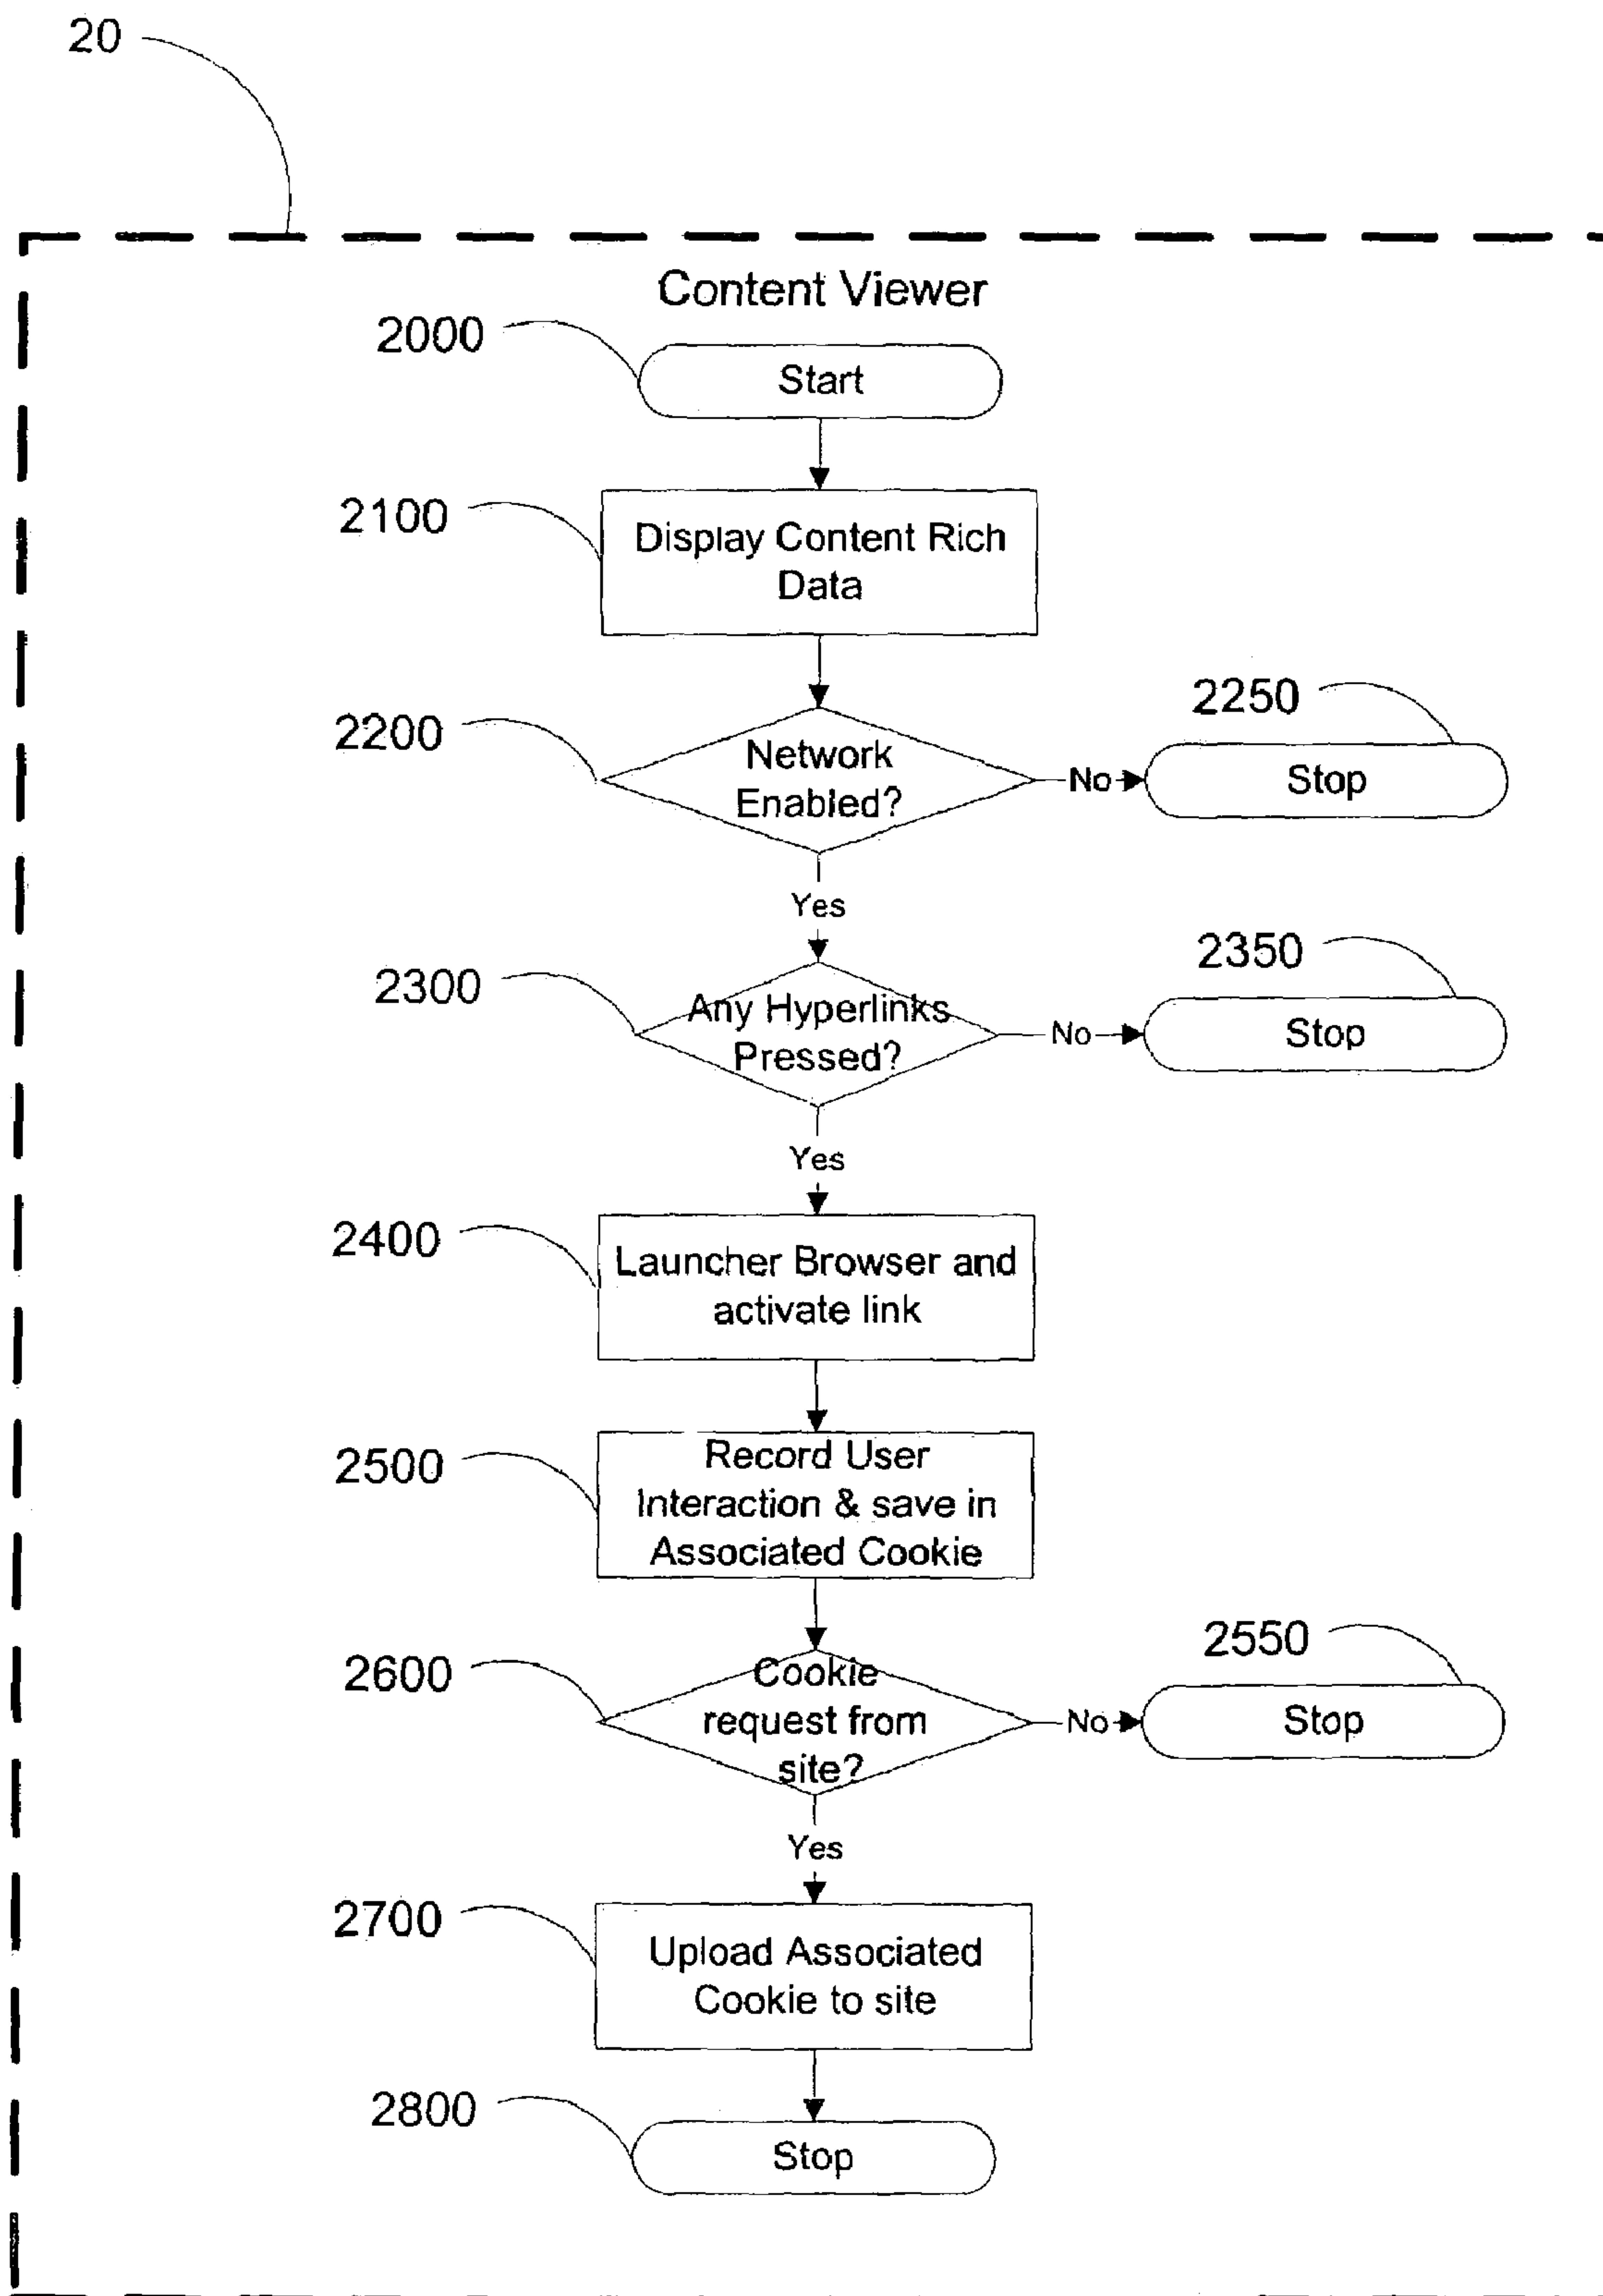 20
Content Viewer
2000
Start
2100
Display Content Rich
Data
2200
Network
Enabled?
No
2250
Stop
Yes
2300
Any Hyperlinks
Pressed?
No
2350
Stop
Yes
2400
Launcher Browser and
activate link
2500
Record User
Interaction & save in
Associated Cookie
2600
Cookie
request from
site?
No
2550
Stop
Yes
2700
Upload Associated
Cookie to site
2800
Stop